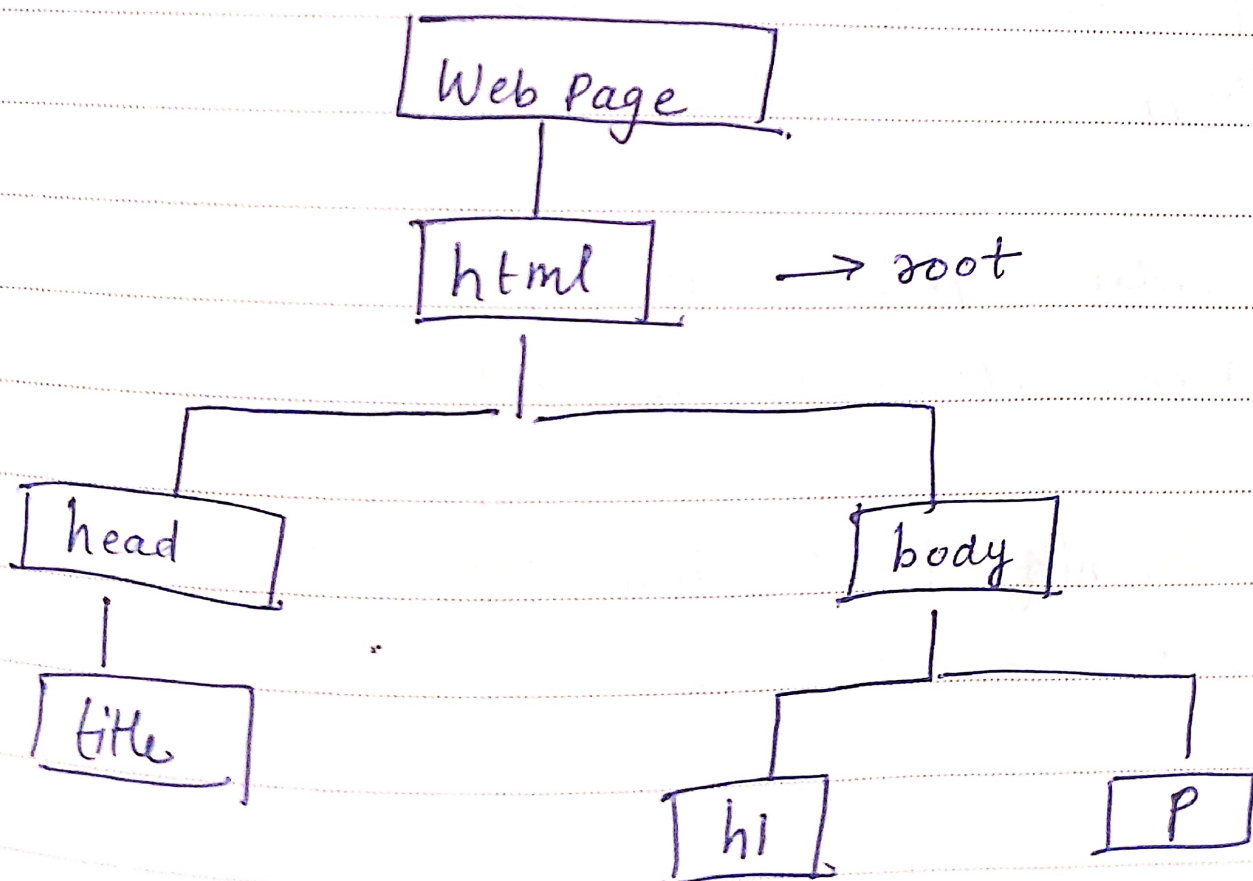 Web Page
html → root
head body
title
h1 P